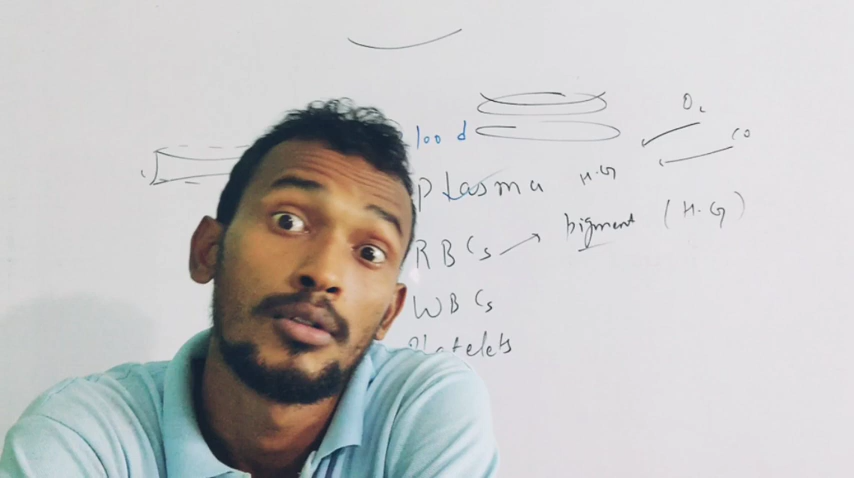 lood
O₂
CO
Plasma H.G
RBCs → pigment (H.G)
WBCs
Platelets